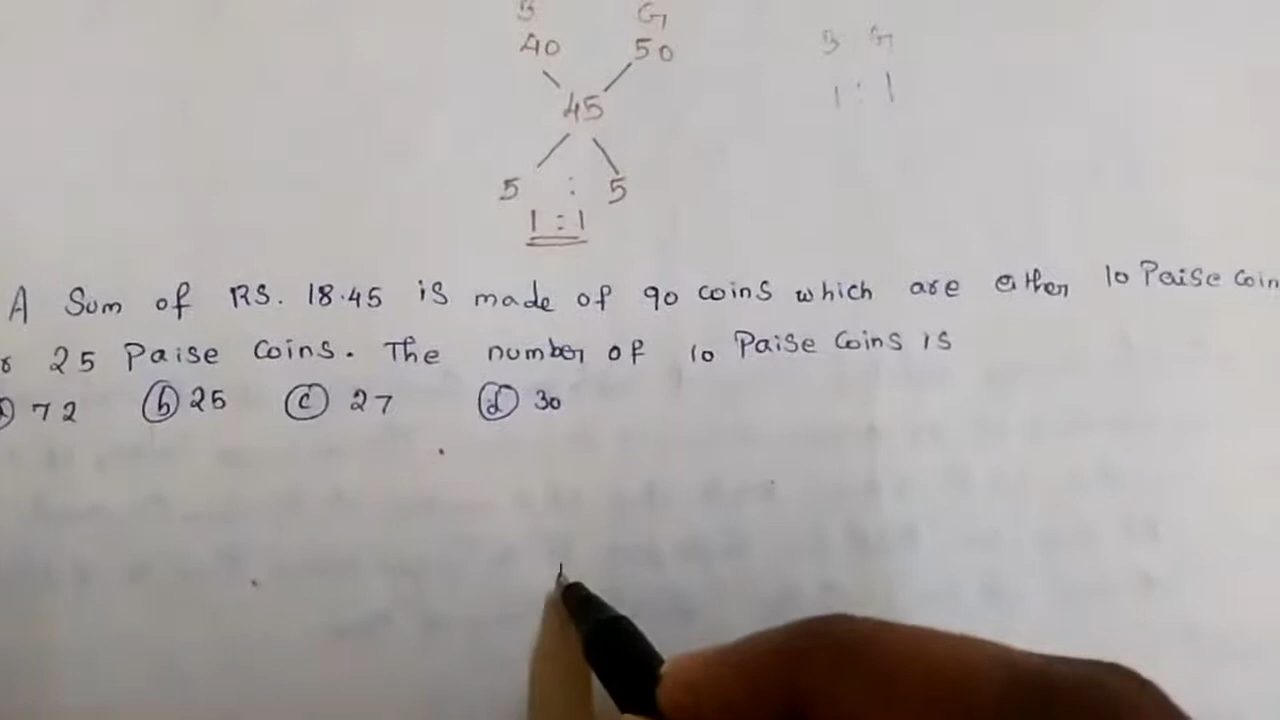 B G
40 50
B G
1 : 1
45
5 : 5
1 : 1
A Sum of RS. 18.45 is made of 90 coins which are either 10 Paise Coin
25 Paise Coins. The number of 10 Paise Coins is
72 (b) 25 (c) 27 (d) 30